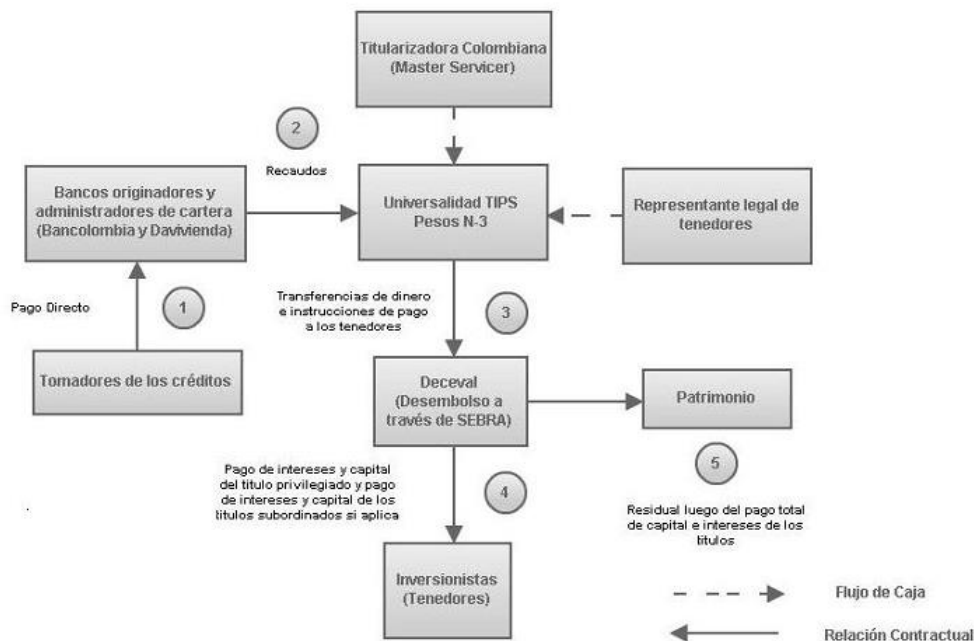 Titularizadora Colombiana
(Master Servicer)
2
Recaudos
Bancos originadores y
administradores de cartera
(Bancolombia y Davivienda)
Universalidad TIPS
Pesos N-3
Representante legal de
tenedores
Pago Directo
1
Transferencias de dinero
e instrucciones de pago
a los tenedores
3
Tomadores de los créditos
Deceval
(Desembolso a
través de SEBRA)
Patrimonio
Pago de intereses y capital
del título privilegiado y pago
de intereses y capital de los
títulos subordinados si aplica
4
5
Residual luego del pago total
de capital e intereses de los
títulos
Inversionistas
(Tenedores)
Flujo de Caja
Relación Contractual